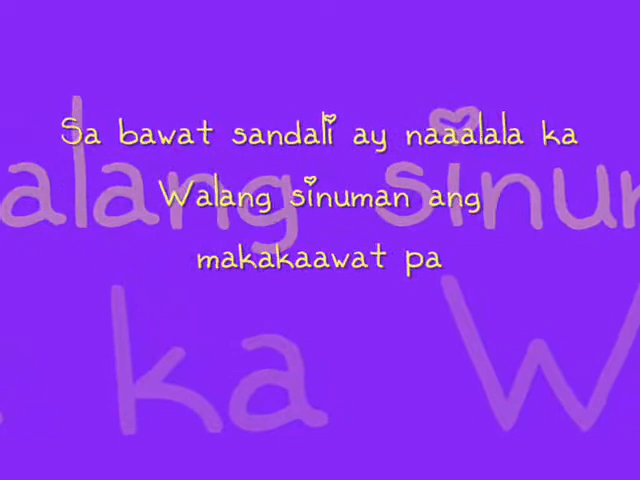 Sa bawat sandali ay naaalala ka
Walang sinuman ang
makakaawat pa
alang sinum
ka W